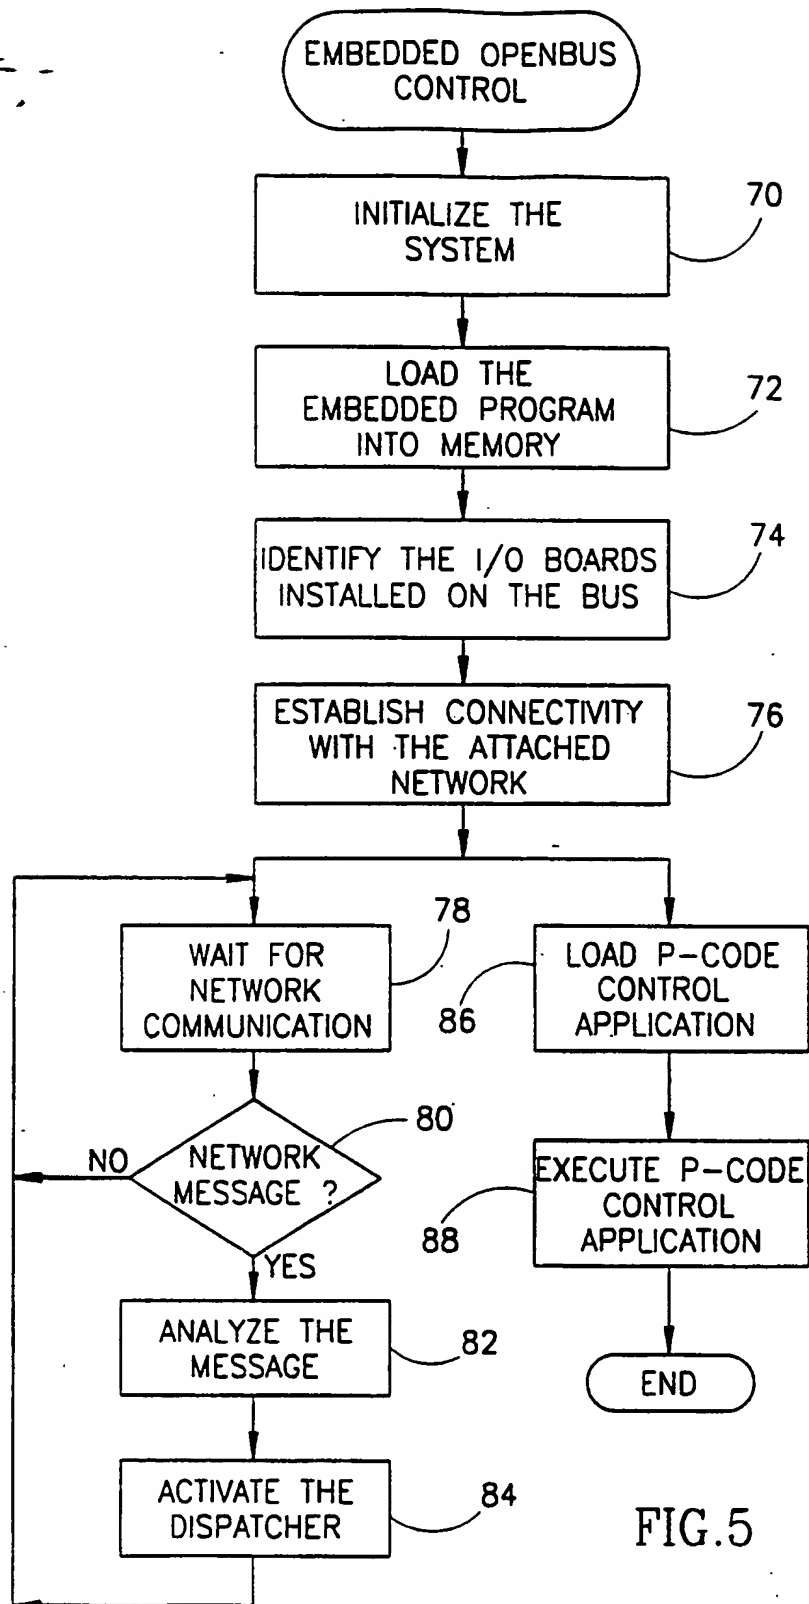 EMBEDDED OPENBUS
CONTROL
INITIALIZE THE
SYSTEM
70
LOAD THE
EMBEDDED PROGRAM
INTO MEMORY
72
IDENTIFY THE I/O BOARDS
INSTALLED ON THE BUS
74
ESTABLISH CONNECTIVITY
WITH THE ATTACHED
NETWORK
76
WAIT FOR
NETWORK
COMMUNICATION
78
LOAD P-CODE
CONTROL
APPLICATION
86
NETWORK
MESSAGE ?
80
NO
YES
EXECUTE P-CODE
CONTROL
APPLICATION
88
ANALYZE THE
MESSAGE
82
END
ACTIVATE THE
DISPATCHER
84
FIG.5